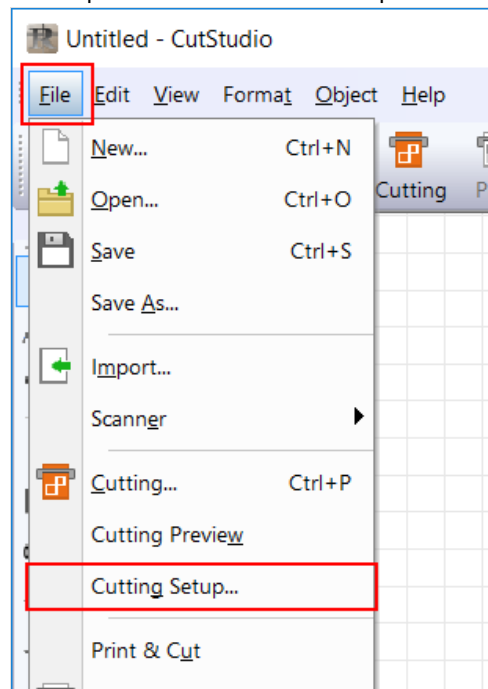 Untitled - CutStudio
File Edit View Format Object Help
New... Ctrl+N
Cutting
Open... Ctrl+O
Save Ctrl+S
Save As...
Import...
Scanner
Cutting... Ctrl+P
Cutting Preview
Cutting Setup...
Print & Cut